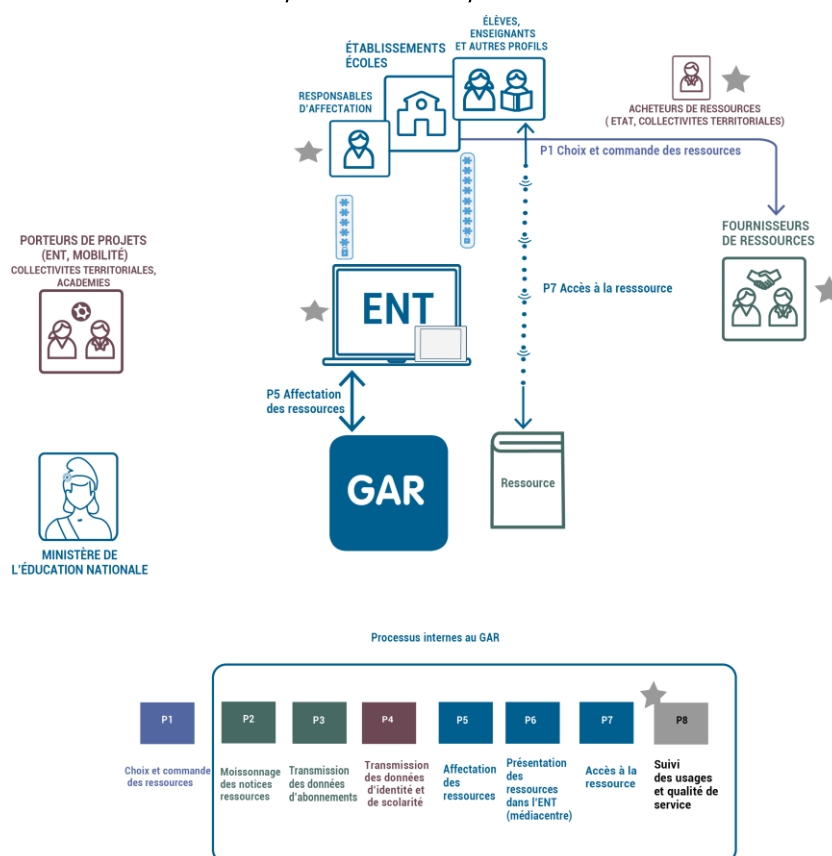 ÉLÈVES,
ENSEIGNANTS
ET AUTRES PROFILS
ÉTABLISSEMENTS
ÉCOLES
RESPONSABLES
D'AFFECTATION
ACHETEURS DE RESSOURCES
( ETAT, COLLECTIVITES TERRITORIALES)
P1 Choix et commande des ressources
PORTEURS DE PROJETS
(ENT, MOBILITÉ)
COLLECTIVITES TERRITORIALES,
ACADEMIES
FOURNISSEURS
DE RESSOURCES
ENT
P7 Accès à la resssource
P5 Affectation
des ressources
GAR
Ressource
MINISTÈRE DE
L'ÉDUCATION NATIONALE
Processus internes au GAR
P1
Choix et commande
des ressources
P2
Moissonnage
des notices
ressources
P3
Transmission
des données
d'abonnements
P4
Transmission
des données
d'identité et
de scolarité
P5
Affectation
des
ressources
P6
Présentation
des
ressources
dans l'ENT
(médiacentre)
P7
Accès à la
ressource
P8
Suivi
des usages
et qualité de
service